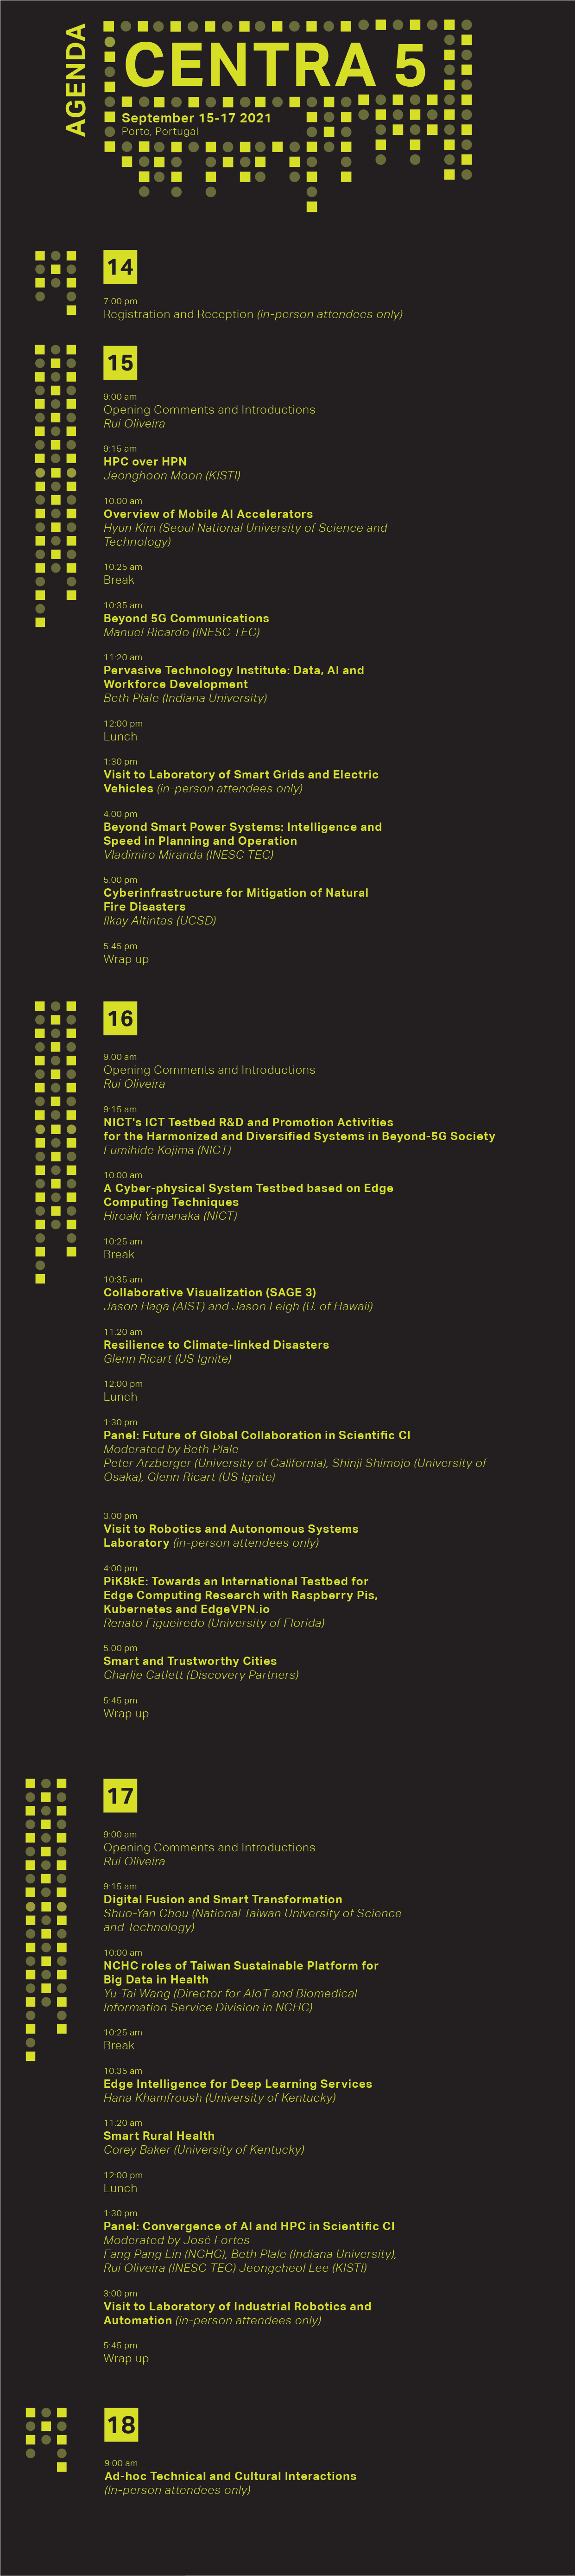 AGENDA
CENTRA 5
September 15-17 2021
Porto, Portugal
14
7:00 pm
Registration and Reception (in-person attendees only)
15
9:00 am
Opening Comments and Introductions
Rui Oliveira
9:15 am
HPC over HPN
Jeonghoon Moon (KISTI)
10:00 am
Overview of Mobile AI Accelerators
Hyun Kim (Seoul National University of Science and
Technology)
10:25 am
Break
10:35 am
Beyond 5G Communications
Manuel Ricardo (INESC TEC)
11:20 am
Pervasive Technology Institute: Data, AI and
Workforce Development
Beth Plale (Indiana University)
12:00 pm
Lunch
1:30 pm
Visit to Laboratory of Smart Grids and Electric
Vehicles (in-person attendees only)
4:00 pm
Beyond Smart Power Systems: Intelligence and
Speed in Planning and Operation
Vladimiro Miranda (INESC TEC)
5:00 pm
Cyberinfrastructure for Mitigation of Natural
Fire Disasters
Ilkay Altintas (UCSD)
5:45 pm
Wrap up
16
9:00 am
Opening Comments and Introductions
Rui Oliveira
9:15 am
NICT's ICT Testbed R&D and Promotion Activities
for the Harmonized and Diversified Systems in Beyond-5G Society
Fumihide Kojima (NICT)
10:00 am
A Cyber-physical System Testbed based on Edge
Computing Techniques
Hiroaki Yamanaka (NICT)
10:25 am
Break
10:35 am
Collaborative Visualization (SAGE 3)
Jason Haga (AIST) and Jason Leigh (U. of Hawaii)
11:20 am
Resilience to Climate-linked Disasters
Glenn Ricart (US Ignite)
12:00 pm
Lunch
1:30 pm
Panel: Future of Global Collaboration in Scientific CI
Moderated by Beth Plale
Peter Arzberger (University of California), Shinji Shimojo (University of
Osaka), Glenn Ricart (US Ignite)
3:00 pm
Visit to Robotics and Autonomous Systems
Laboratory (in-person attendees only)
4:00 pm
PiK8kE: Towards an International Testbed for
Edge Computing Research with Raspberry Pis,
Kubernetes and EdgeVPN.io
Renato Figueiredo (University of Florida)
5:00 pm
Smart and Trustworthy Cities
Charlie Catlett (Discovery Partners)
5:45 pm
Wrap up
17
9:00 am
Opening Comments and Introductions
Rui Oliveira
9:15 am
Digital Fusion and Smart Transformation
Shuo-Yan Chou (National Taiwan University of Science
and Technology)
10:00 am
NCHC roles of Taiwan Sustainable Platform for
Big Data in Health
Yu-Tai Wang (Director for AIoT and Biomedical
Information Service Division in NCHC)
10:25 am
Break
10:35 am
Edge Intelligence for Deep Learning Services
Hana Khamfroush (University of Kentucky)
11:20 am
Smart Rural Health
Corey Baker (University of Kentucky)
12:00 pm
Lunch
1:30 pm
Panel: Convergence of AI and HPC in Scientific CI
Moderated by José Fortes
Fang Pang Lin (NCHC), Beth Plale (Indiana University),
Rui Oliveira (INESC TEC) Jeongcheol Lee (KISTI)
3:00 pm
Visit to Laboratory of Industrial Robotics and
Automation (in-person attendees only)
5:45 pm
Wrap up
18
9:00 am
Ad-hoc Technical and Cultural Interactions
(In-person attendees only)